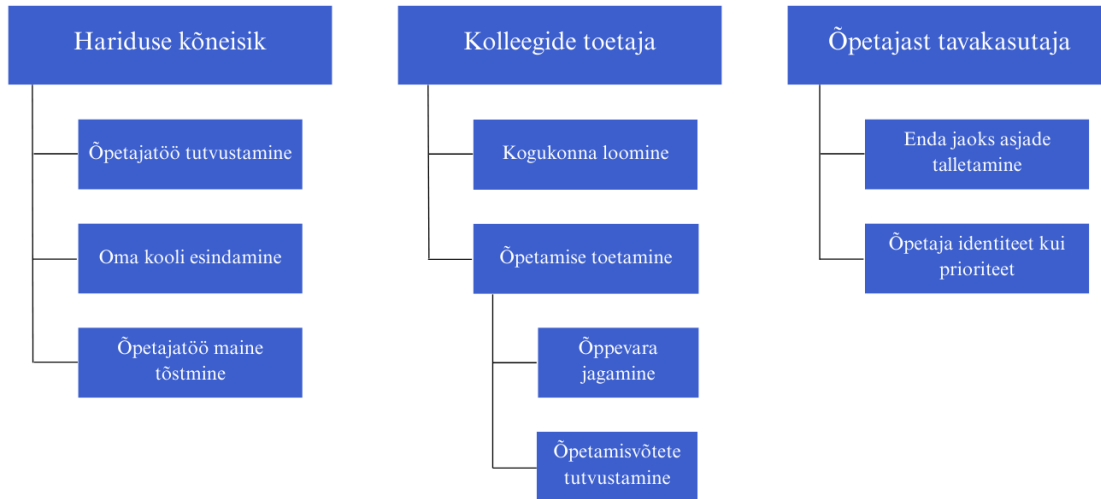 Hariduse kõneisik
Õpetajatöö tutvustamine
Oma kooli esindamine
Õpetajatöö maine
tõstmine
Kolleegide toetaja
Kogukonna loomine
Õpetamise toetamine
Õppevara
jagamine
Õpetamisvõtete
tutvustamine
Õpetajast tavakasutaja
Enda jaoks asjade
talletamine
Õpetaja identiteet kui
prioriteet